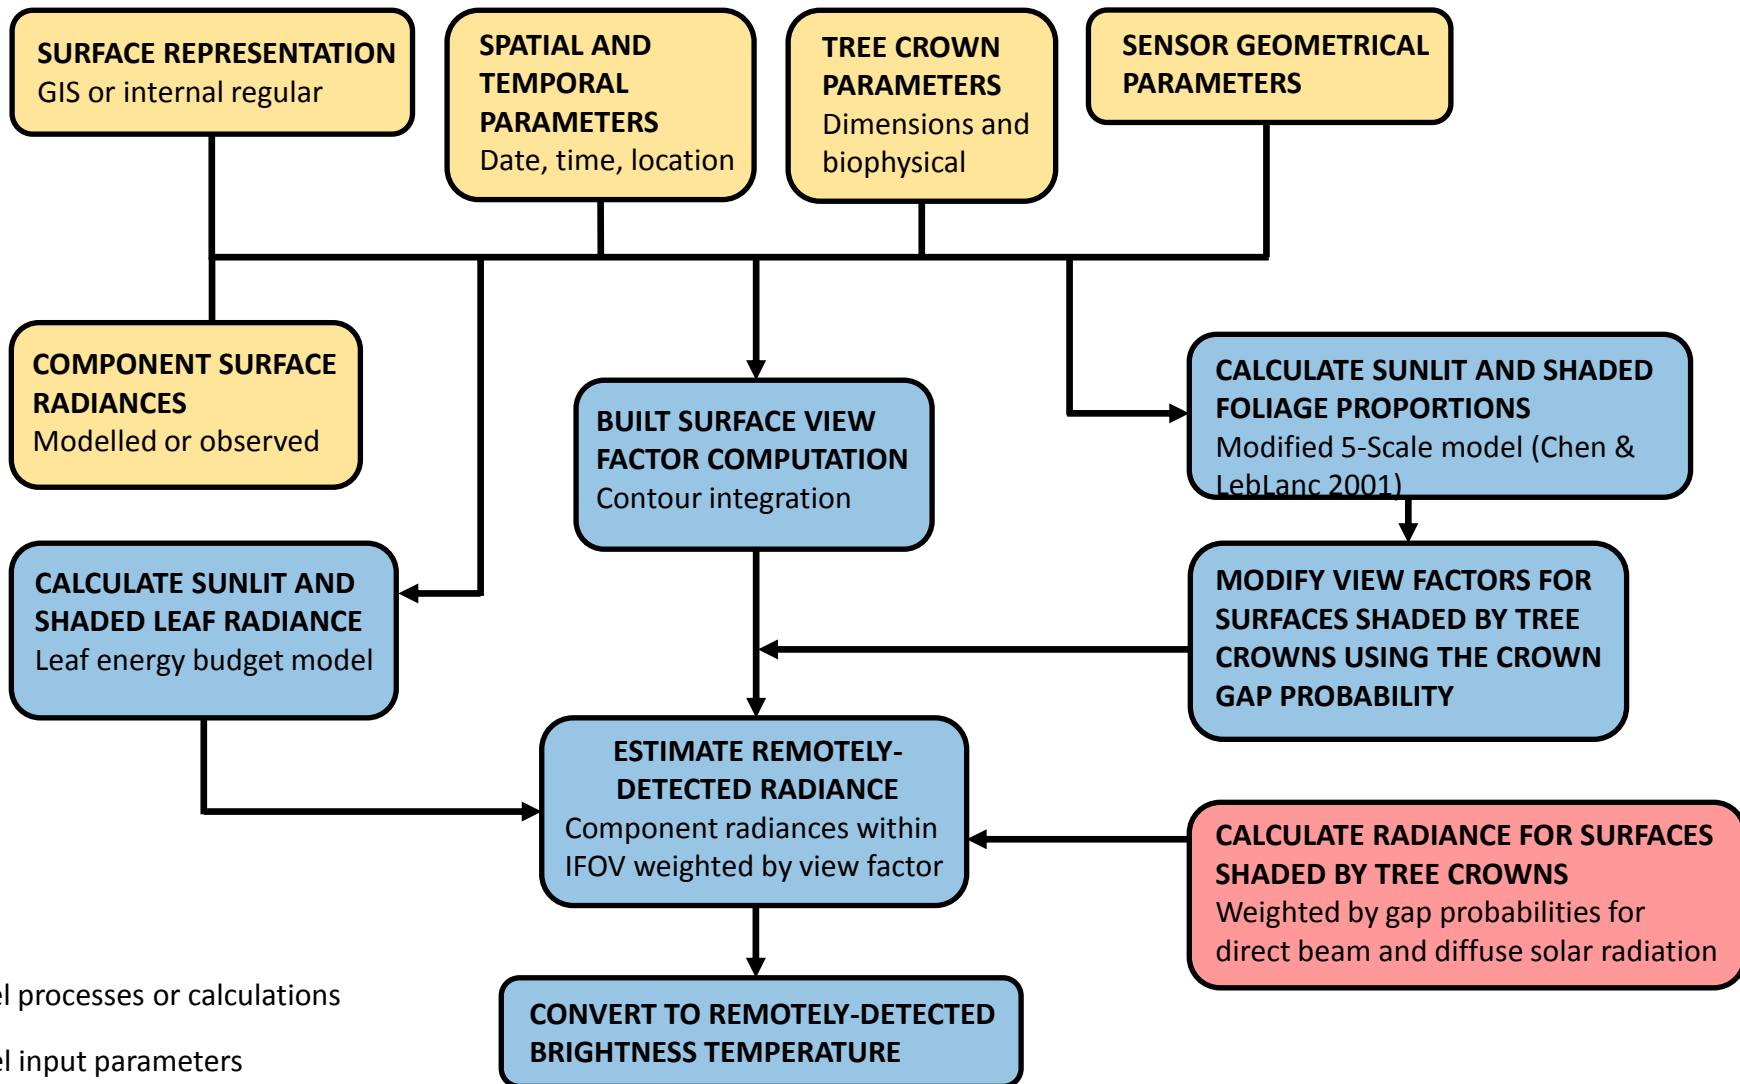 SURFACE REPRESENTATION
GIS or internal regular
SPATIAL AND
TEMPORAL
PARAMETERS
Date, time, location
TREE CROWN
PARAMETERS
Dimensions and
biophysical
SENSOR GEOMETRICAL
PARAMETERS
COMPONENT SURFACE
RADIANCES
Modelled or observed
BUILT SURFACE VIEW
FACTOR COMPUTATION
Contour integration
CALCULATE SUNLIT AND SHADED
FOLIAGE PROPORTIONS
Modified 5-Scale model (Chen &
LebLanc 2001)
CALCULATE SUNLIT AND
SHADED LEAF RADIANCE
Leaf energy budget model
MODIFY VIEW FACTORS FOR
SURFACES SHADED BY TREE
CROWNS USING THE CROWN
GAP PROBABILITY
ESTIMATE REMOTELY-
DETECTED RADIANCE
Component radiances within
IFOV weighted by view factor
CALCULATE RADIANCE FOR SURFACES
SHADED BY TREE CROWNS
Weighted by gap probabilities for
direct beam and diffuse solar radiation
CONVERT TO REMOTELY-DETECTED
BRIGHTNESS TEMPERATURE
el processes or calculations
el input parameters